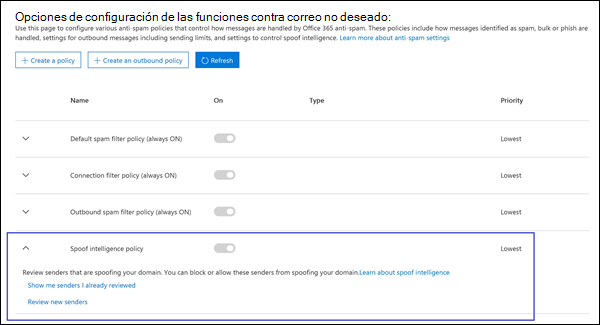 Opciones de configuración de las funciones contra correo no deseado:
Use this page to configure various anti-spam policies that control how messages are handled by Office 365 anti-spam. These policies include how messages identified as spam, bulk or phish are
handled, settings for outbound messages including sending limits, and settings to control spoof intelligence. Learn more about anti-spam settings
+ Create a policy + Create an outbound policy Refresh
Name On Type Priority
Default spam filter policy (always ON) Lowest
Connection filter policy (always ON) Lowest
Outbound spam filter policy (always ON) Lowest
Spoof intelligence policy Lowest
Review senders that are spoofing your domain. You can block or allow these senders from spoofing your domain.Learn about spoof intelligence
Show me senders I already reviewed
Review new senders